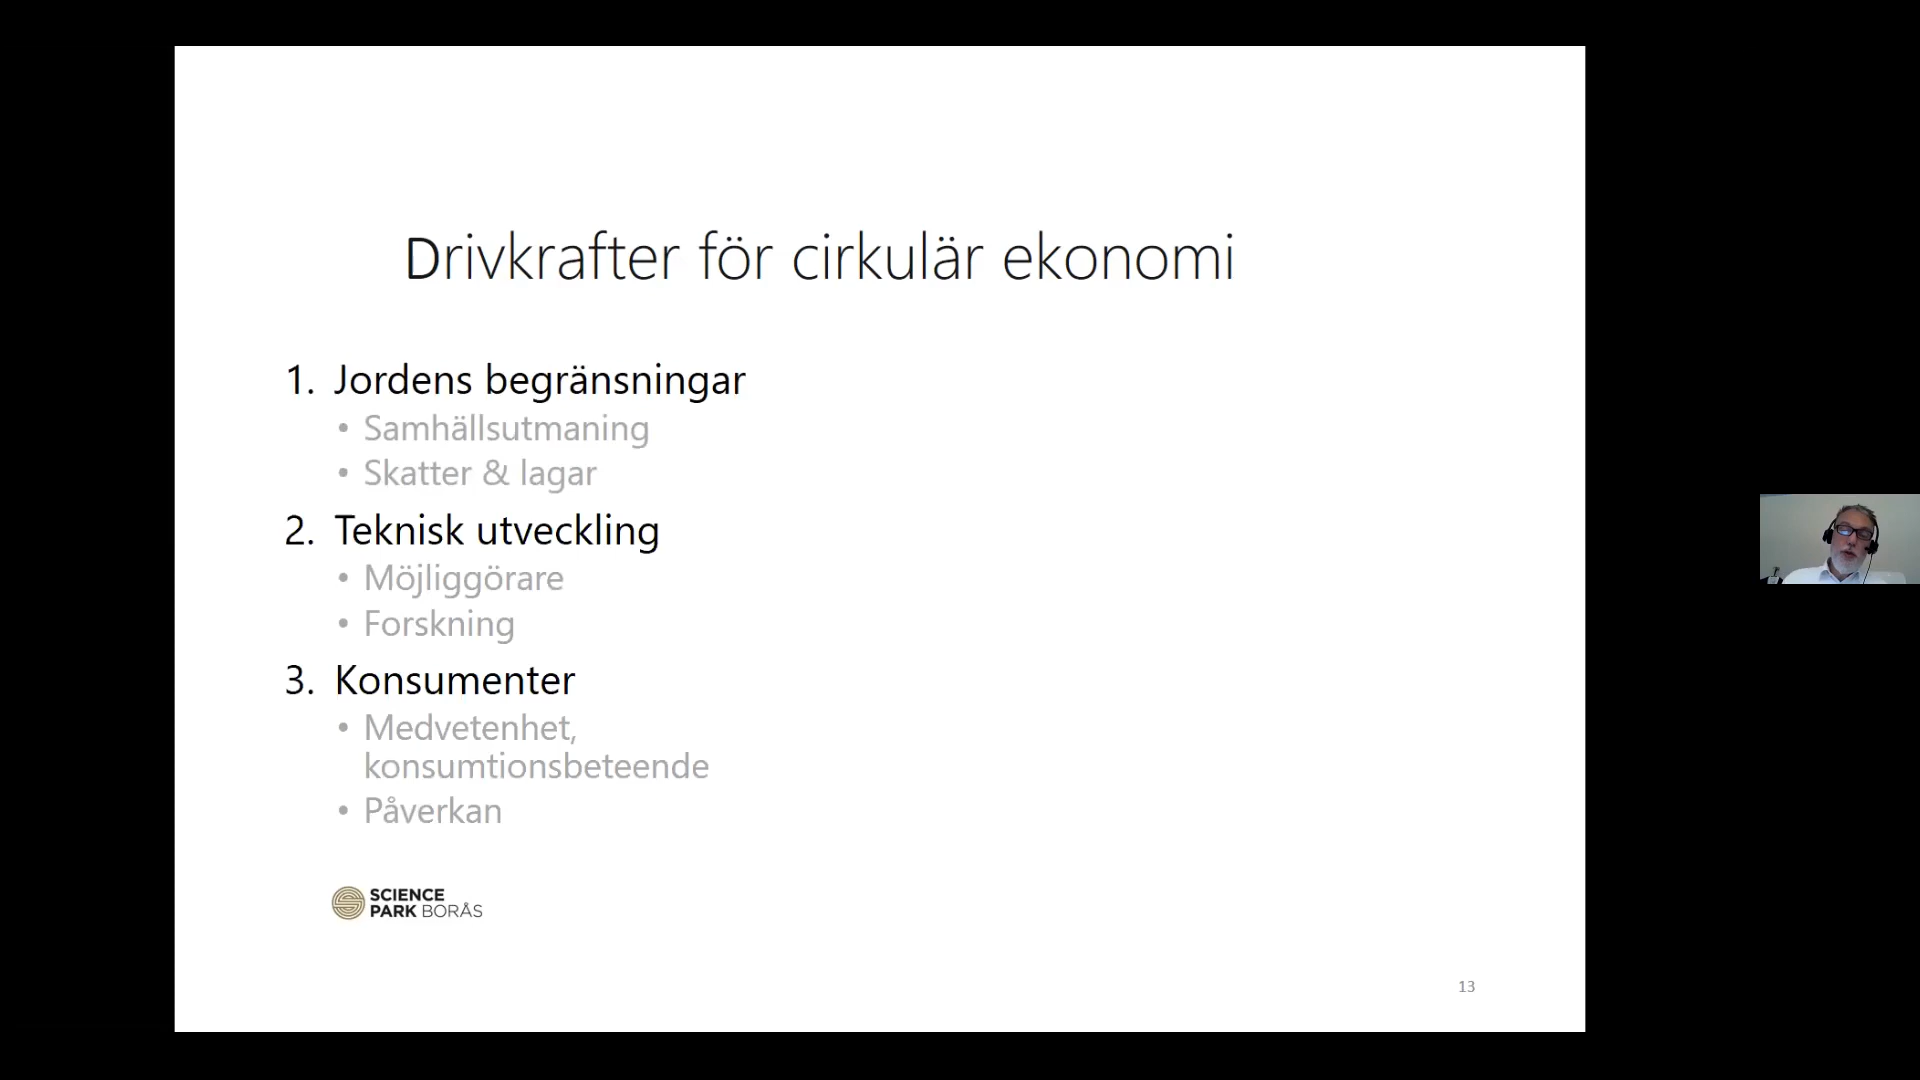 Drivkrafter för cirkulär ekonomi
1. Jordens begränsningar
• Samhällsutmaning
• Skatter & lagar
2. Teknisk utveckling
• Möjliggörare
• Forskning
3. Konsumenter
• Medvetenhet,
konsumtionsbeteende
• Påverkan
SCIENCE
PARK BORÅS
13